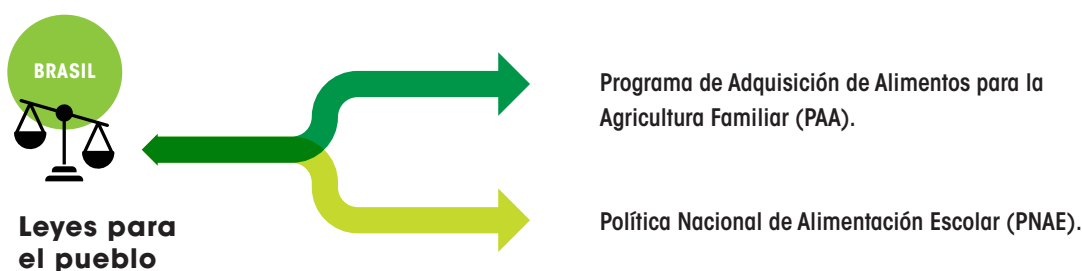 BRASIL
Leyes para
el pueblo
Programa de Adquisición de Alimentos para la
Agricultura Familiar (PAA).
Política Nacional de Alimentación Escolar (PNAE).